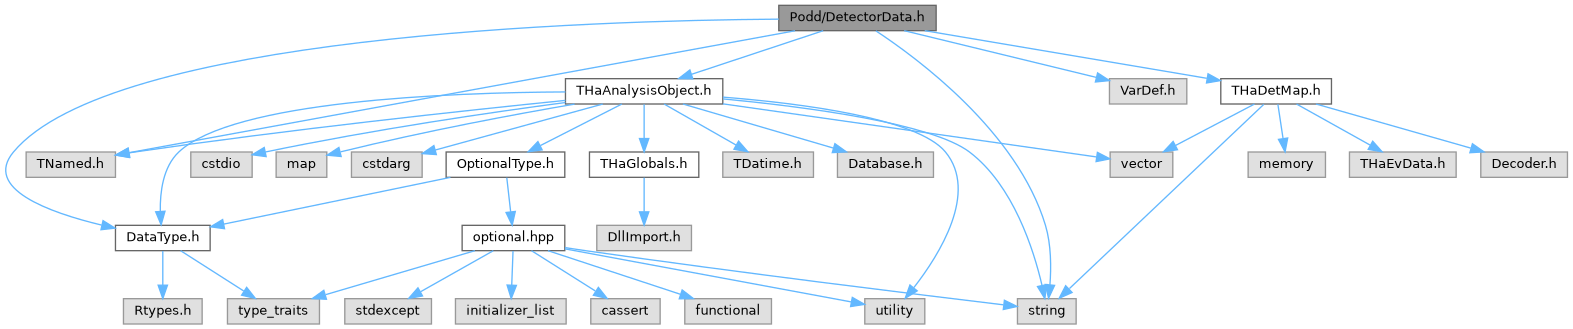 Podd/DetectorData.h
THaAnalysisObject.h
VarDef.h
THaDetMap.h
TNamed.h
cstdio
map
cstdarg
OptionalType.h
THaGlobals.h
TDatime.h
Database.h
vector
memory
THaEvData.h
Decoder.h
DataType.h
optional.hpp
DllImport.h
Rtypes.h
type_traits
stdexcept
initializer_list
cassert
functional
utility
string